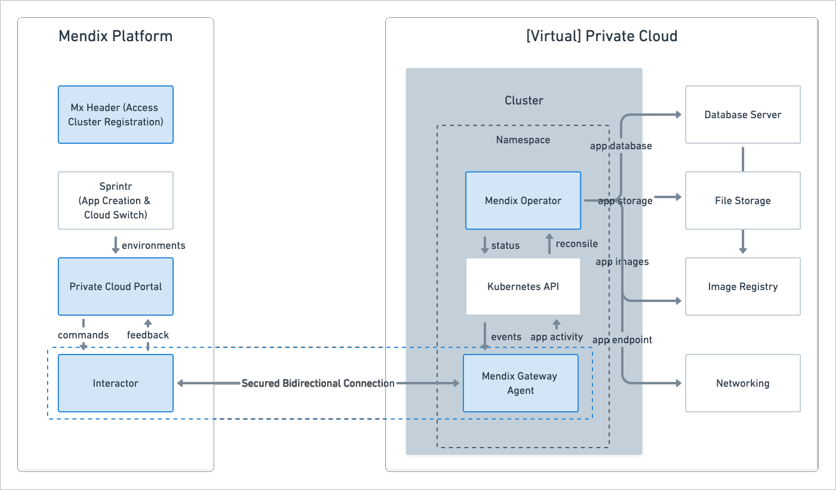 Mendix Platform
[Virtual] Private Cloud
Mx Header (Access
Cluster Registration)
Sprintr
(App Creation &
Cloud Switch)
environments
Private Cloud Portal
commands
feedback
Interactor
Secured Bidirectional Connection
Cluster
Namespace
Mendix Operator
status
reconsile
Kubernetes API
events
app activity
Mendix Gateway
Agent
app database
app storage
app images
app endpoint
Database Server
File Storage
Image Registry
Networking